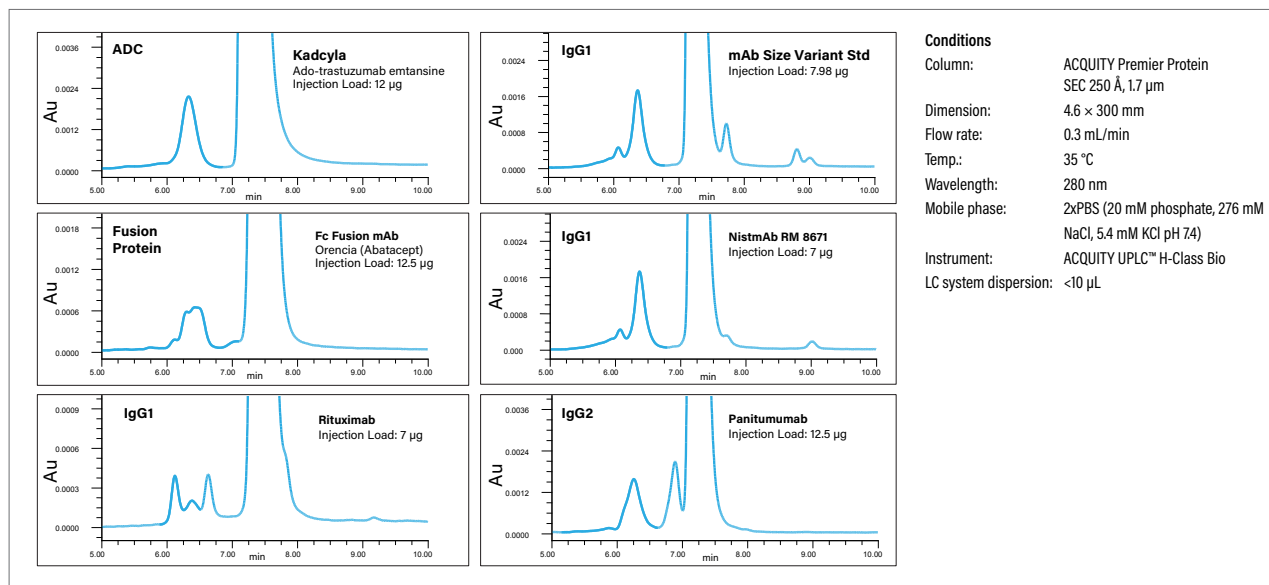 ADC
Kadcyla
Ado-trastuzumab emtansine
Injection Load: 12 µg
Au
0.0036
0.0024
0.0012
0.0000
5.00 6.00 7.00 8.00 9.00 10.00
min
IgG1
mAb Size Variant Std
Injection Load: 7.98 µg
Au
0.0024
0.0016
0.0008
0.0000
5.00 6.00 7.00 8.00 9.00 10.00
min
Fusion
Protein
Fc Fusion mAb
Orencia (Abatacept)
Injection Load: 12.5 µg
Au
0.0018
0.0012
0.0006
0.0000
5.00 6.00 7.00 8.00 9.00 10.00
min
IgG1
NistmAb RM 8671
Injection Load: 7 µg
Au
0.0024
0.0016
0.0008
0.000
5.00 6.00 7.00 8.00 9.00 10.00
min
IgG1
Rituximab
Injection Load: 7 µg
Au
0.0009
0.0006
0.0003
0.0000
5.00 6.00 7.00 8.00 9.00 10.00
min
IgG2
Panitumumab
Injection Load: 12.5 µg
Au
0.0036
0.0024
0.0012
0.0000
5.00 6.00 7.00 8.00 9.00 10.00
min
Conditions
Column: ACQUITY Premier Protein
SEC 250 Å, 1.7 µm
Dimension: 4.6 × 300 mm
Flow rate: 0.3 mL/min
Temp.: 35 °C
Wavelength: 280 nm
Mobile phase: 2xPBS (20 mM phosphate, 276 mM
NaCl, 5.4 mM KCl pH 7.4)
Instrument: ACQUITY UPLC™ H-Class Bio
LC system dispersion: <10 µL